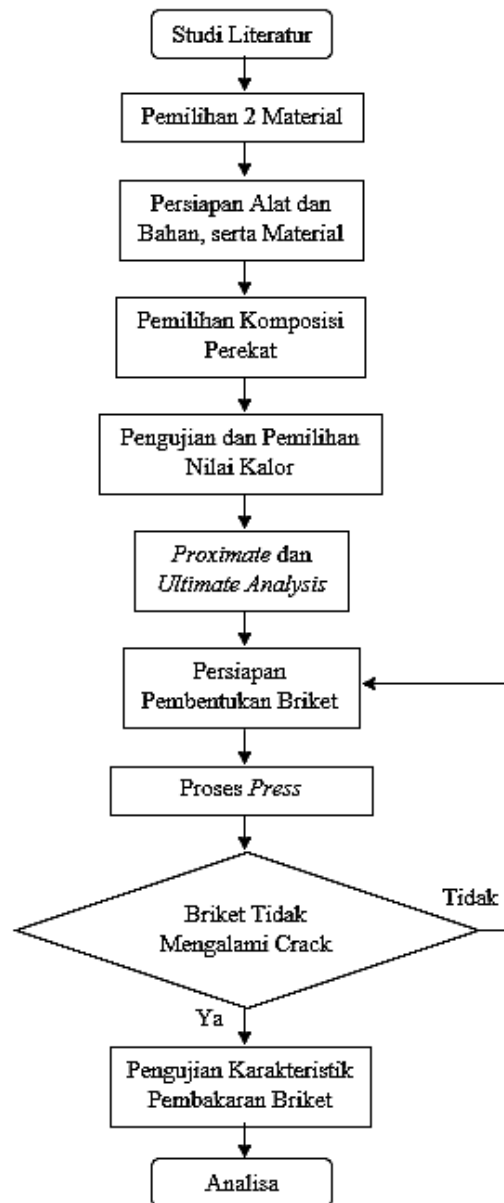 Studi Literatur
Pemilihan 2 Material
Persiapan Alat dan
Bahan, serta Material
Pemilihan Komposisi
Perekat
Pengujian dan Pemilihan
Nilai Kalor
Proximate dan
Ultimate Analysis
Persiapan
Pembentukan Briket
Proses Press
Briket Tidak
Mengalami Crack
Tidak
Ya
Pengujian Karakteristik
Pembakaran Briket
Analisa